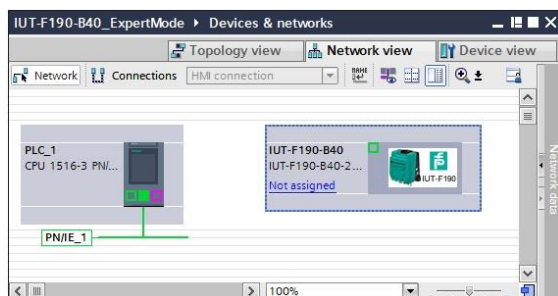 IUT-F190-B40_ExpertMode ▸ Devices & networks
Topology view
Network view
Device view
Network
Connections
HMI connection
PLC_1
CPU 1516-3 PN/...
IUT-F190-B40
IUT-F190-B40-2...
Not assigned
IUT-F190
PN/IE_1
Network data
100%